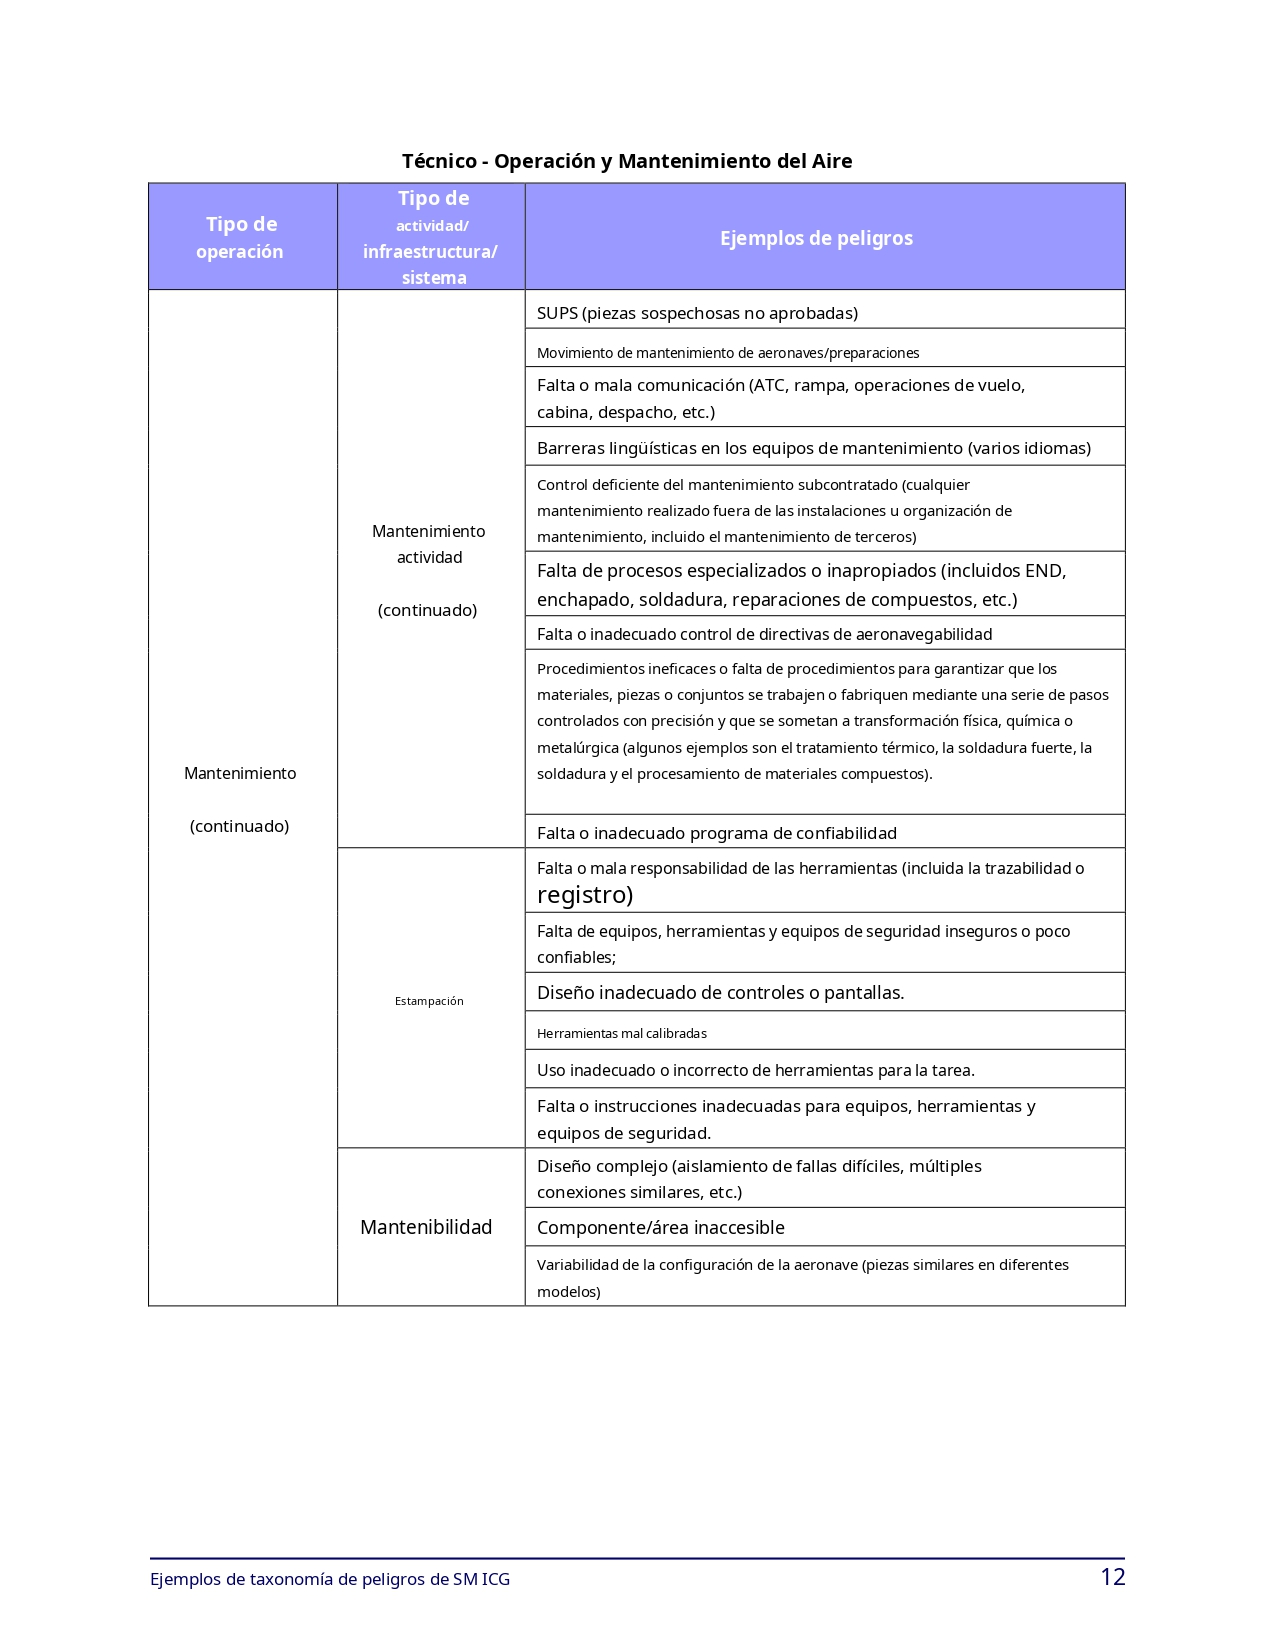 Técnico - Operación y Mantenimiento del Aire
Tipo de
operación
Tipo de
actividad/
infraestructura/
sistema
Ejemplos de peligros
Mantenimiento
(continuado)
Mantenimiento
actividad
(continuado)
SUPS (piezas sospechosas no aprobadas)
Movimiento de mantenimiento de aeronaves/preparaciones
Falta o mala comunicación (ATC, rampa, operaciones de vuelo,
cabina, despacho, etc.)
Barreras lingüísticas en los equipos de mantenimiento (varios idiomas)
Control deficiente del mantenimiento subcontratado (cualquier
mantenimiento realizado fuera de las instalaciones u organización de
mantenimiento, incluido el mantenimiento de terceros)
Falta de procesos especializados o inapropiados (incluidos END,
enchapado, soldadura, reparaciones de compuestos, etc.)
Falta o inadecuado control de directivas de aeronavegabilidad
Procedimientos ineficaces o falta de procedimientos para garantizar que los
materiales, piezas o conjuntos se trabajen o fabriquen mediante una serie de pasos
controlados con precisión y que se sometan a transformación física, química o
metalúrgica (algunos ejemplos son el tratamiento térmico, la soldadura fuerte, la
soldadura y el procesamiento de materiales compuestos).
Falta o inadecuado programa de confiabilidad
Estampación
Falta o mala responsabilidad de las herramientas (incluida la trazabilidad o
registro)
Falta de equipos, herramientas y equipos de seguridad inseguros o poco
confiables;
Diseño inadecuado de controles o pantallas.
Herramientas mal calibradas
Uso inadecuado o incorrecto de herramientas para la tarea.
Falta o instrucciones inadecuadas para equipos, herramientas y
equipos de seguridad.
Mantenibilidad
Diseño complejo (aislamiento de fallas difíciles, múltiples
conexiones similares, etc.)
Componente/área inaccesible
Variabilidad de la configuración de la aeronave (piezas similares en diferentes
modelos)
Ejemplos de taxonomía de peligros de SM ICG
12